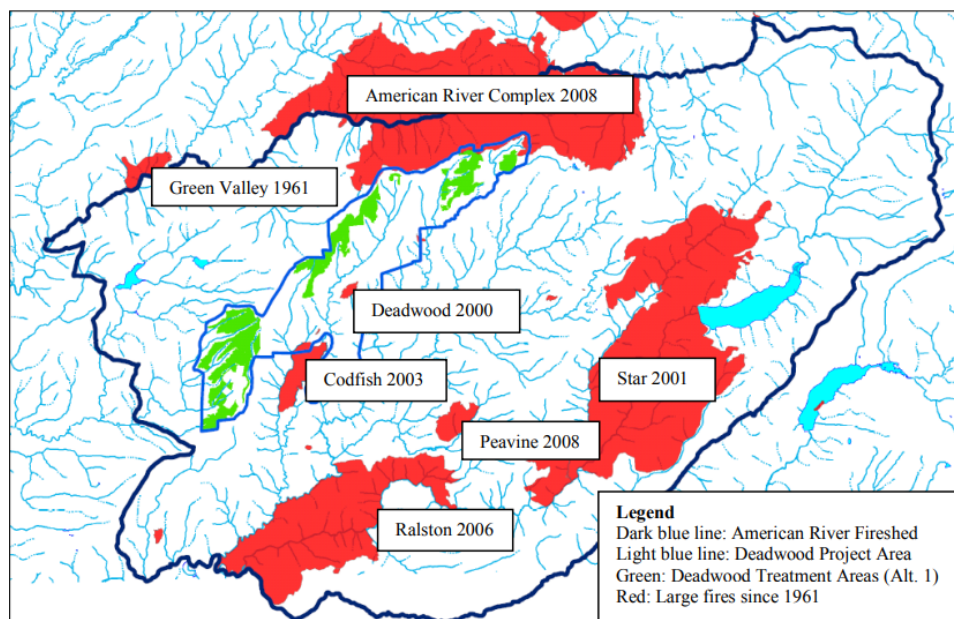 American River Complex 2008
Green Valley 1961
Deadwood 2000
Codfish 2003
Star 2001
Peavine 2008
Ralston 2006
Legend
Dark blue line: American River Fireshed
Light blue line: Deadwood Project Area
Green: Deadwood Treatment Areas (Alt. 1)
Red: Large fires since 1961